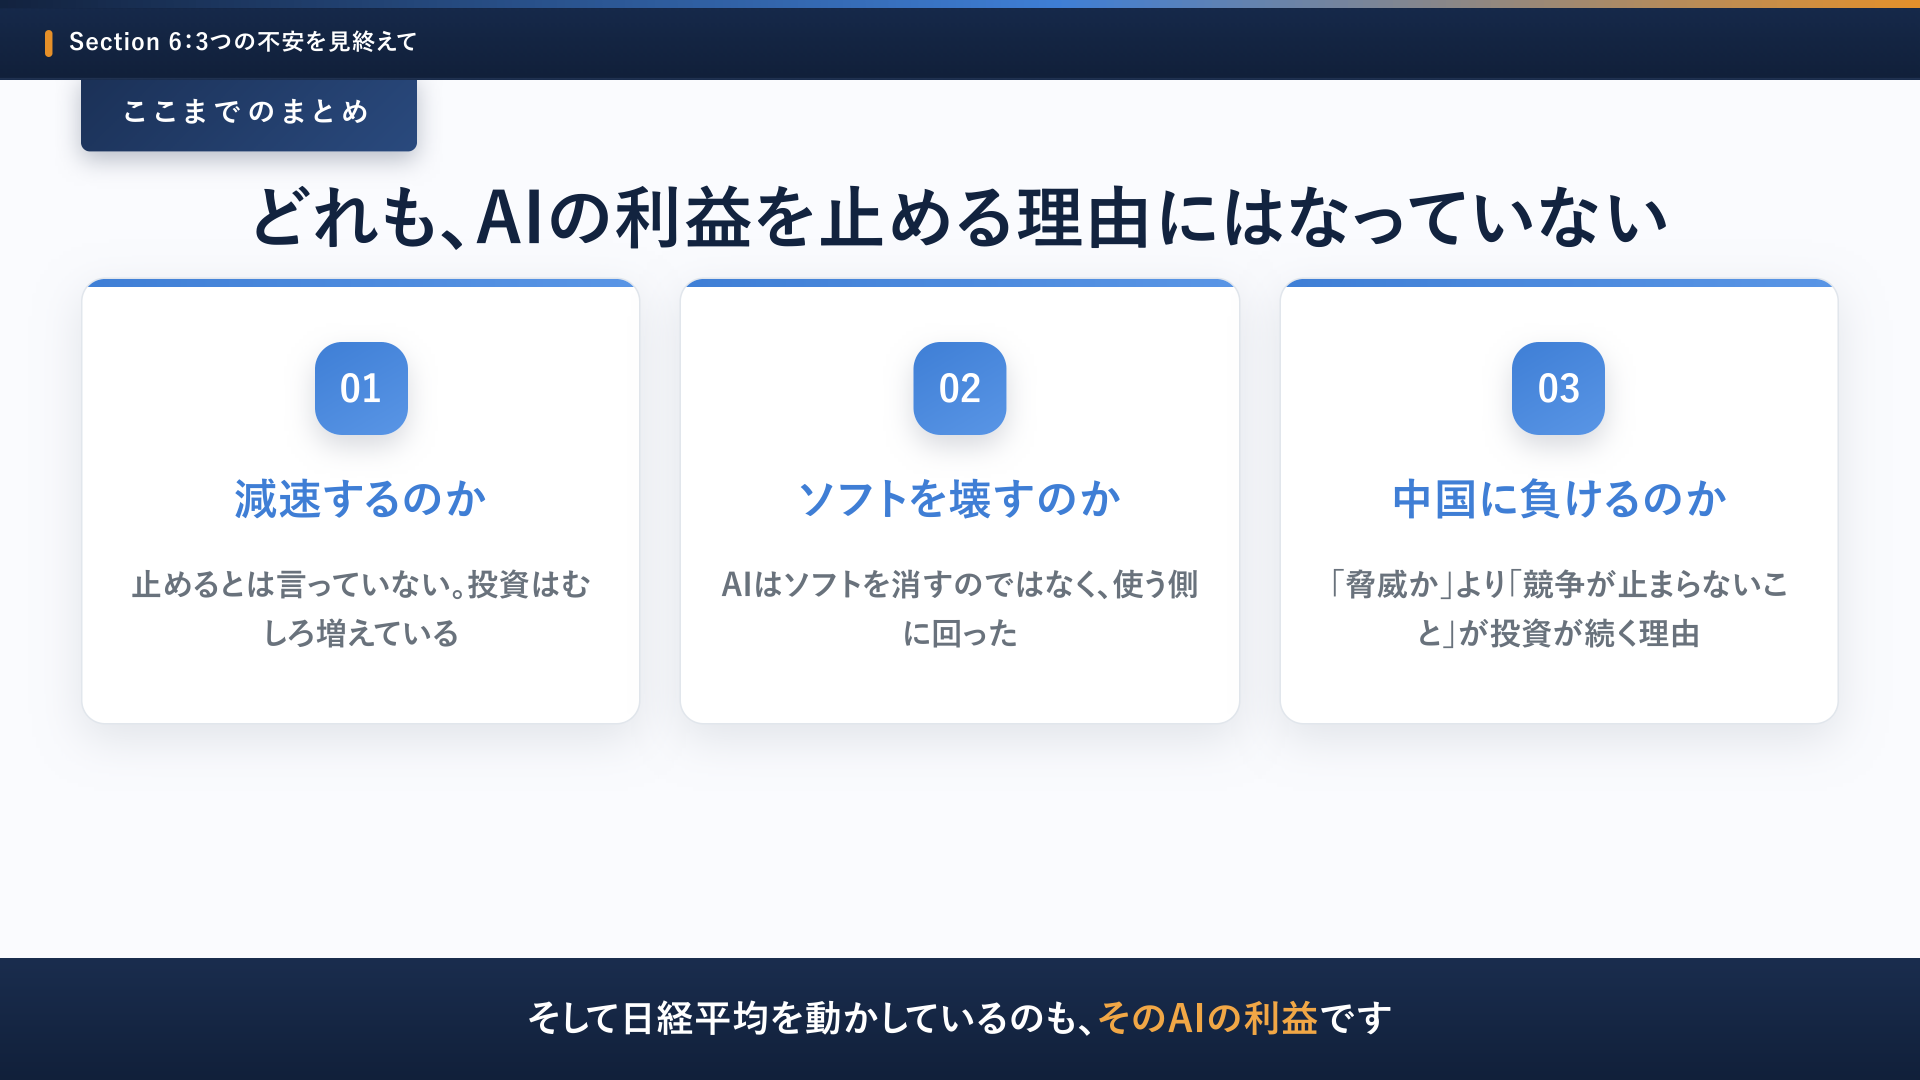 Section 6：3つの不安を見終えて
ここまでのまとめ
どれも、AIの利益を止める理由にはなっていない
01
減速するのか
止めるとは言っていない。投資はむ
しろ増えている
02
ソフトを壊すのか
AIはソフトを消すのではなく、使う側
に回った
03
中国に負けるのか
「脅威か」より「競争が止まらないこ
と」が投資が続く理由
そして日経平均を動かしているのも、そのAIの利益です